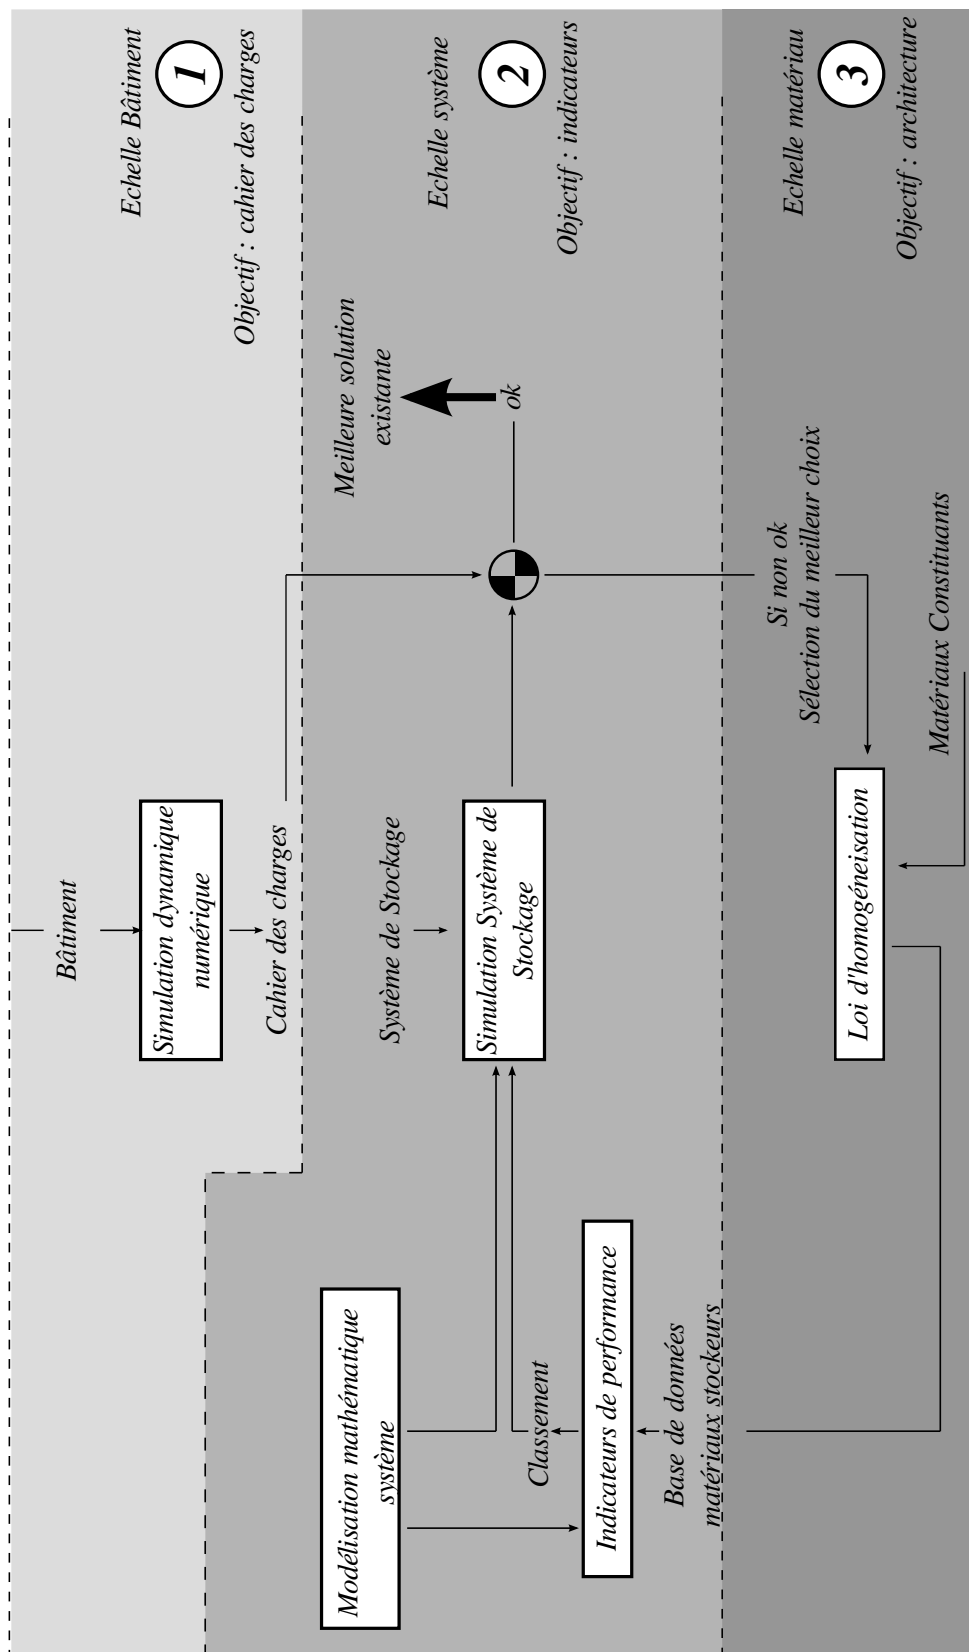 Bâtiment
Simulation dynamique
numérique
Cahier des charges
Echelle Bâtiment
1
Objectif : cahier des charges
Modélisation mathématique
système
Classement
Indicateurs de performance
Base de données
matériaux stockeurs
Système de Stockage
Simulation Système de
Stockage
Meilleure solution
existante
ok
Echelle système
2
Objectif : indicateurs
Si non ok
Sélection du meilleur choix
Loi d'homogéneisation
Matériaux Constituants
Echelle matériau
3
Objectif : architecture